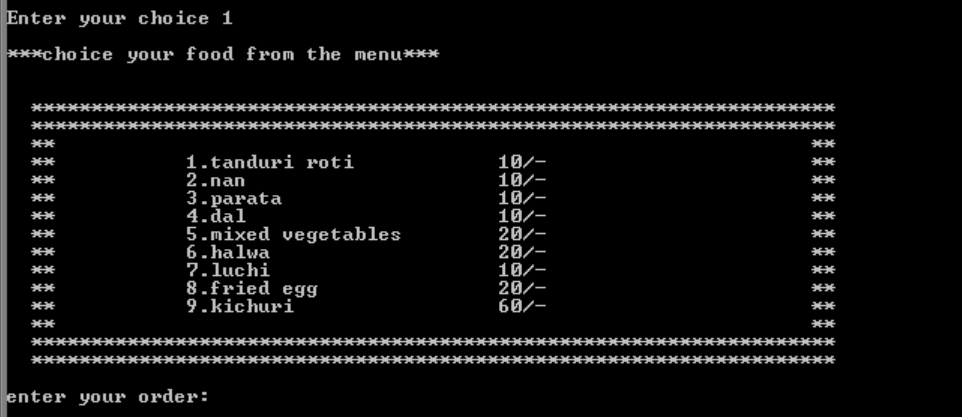 Enter your choice 1
***choice your food from the menu***
*******************************************************************
*******************************************************************
** **
** 1.tanduri roti 10/- **
** 2.nan 10/- **
** 3.parata 10/- **
** 4.dal 10/- **
** 5.mixed vegetables 20/- **
** 6.halwa 20/- **
** 7.luchi 10/- **
** 8.fried egg 20/- **
** 9.kichuri 60/- **
** **
*******************************************************************
*******************************************************************
enter your order: